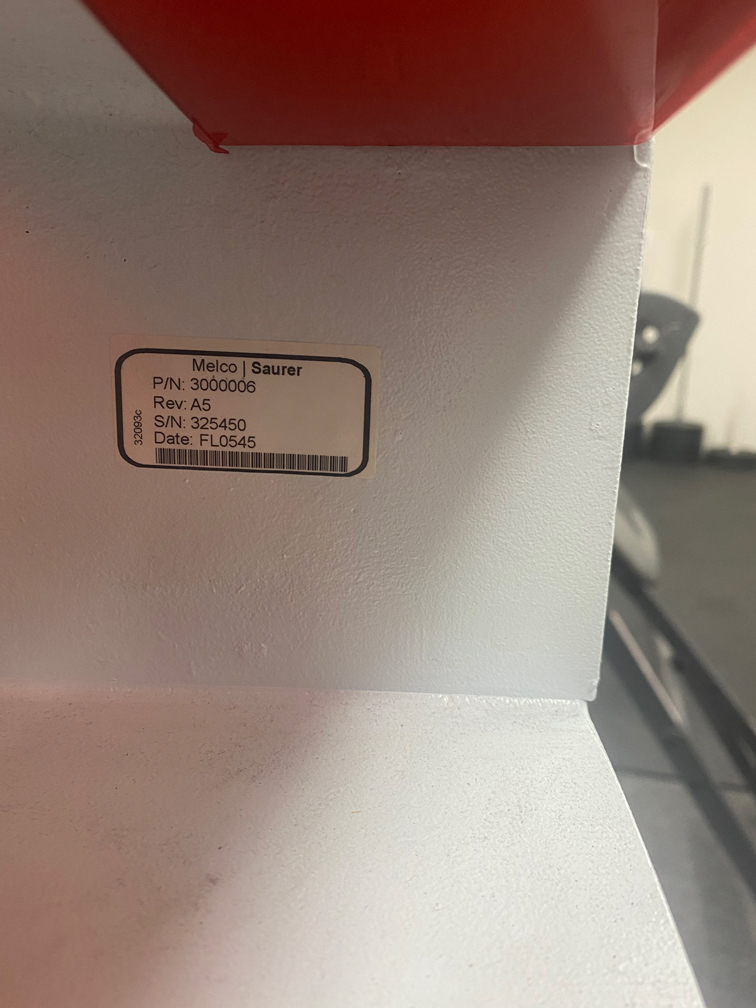 Melco | Saurer
P/N: 3000006
Rev: A5
S/N: 325450
Date: FL0545
32093c